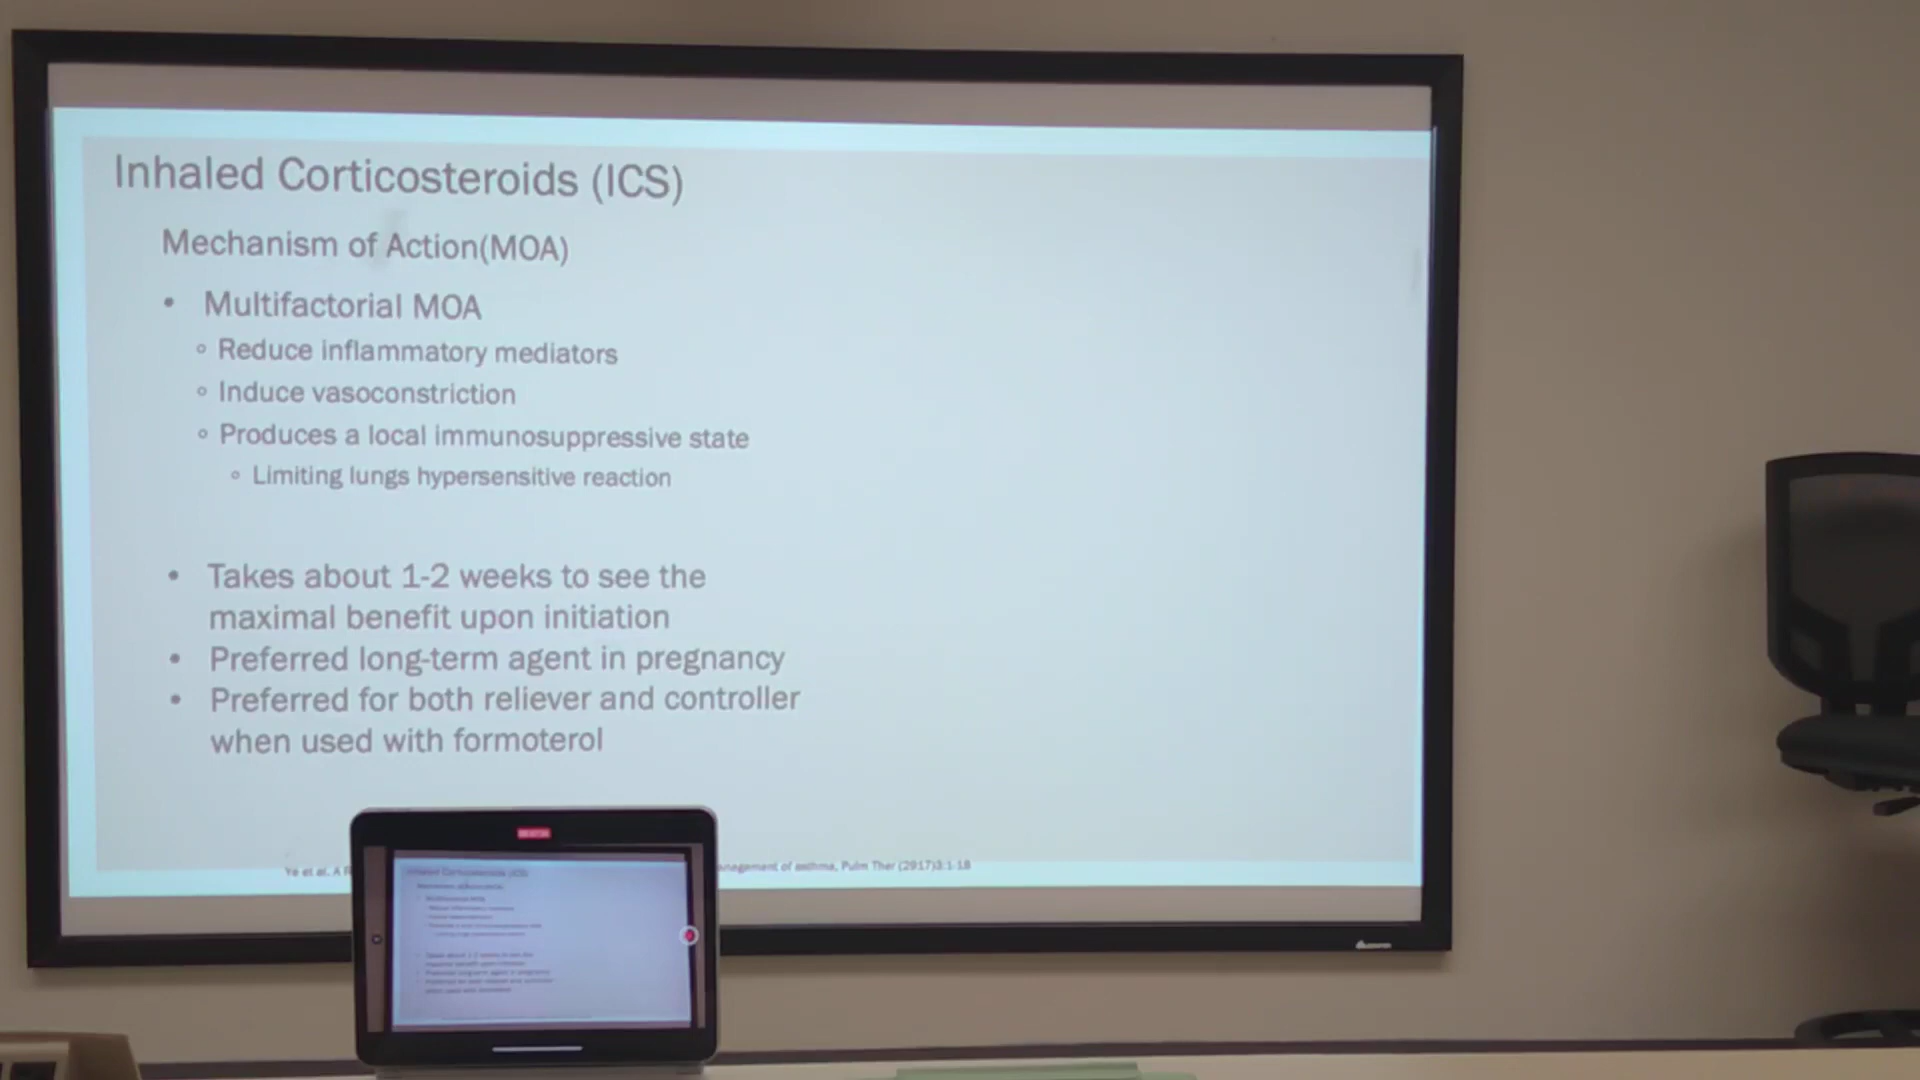 Inhaled Corticosteroids (ICS)
Mechanism of Action(MOA)
• Multifactorial MOA
◦ Reduce inflammatory mediators
◦ Induce vasoconstriction
◦ Produces a local immunosuppressive state
◦ Limiting lungs hypersensitive reaction
• Takes about 1-2 weeks to see the
maximal benefit upon initiation
• Preferred long-term agent in pregnancy
• Preferred for both reliever and controller
when used with formoterol
Ye et al. A of asthma, Pulm Ther (2917)3:1-18